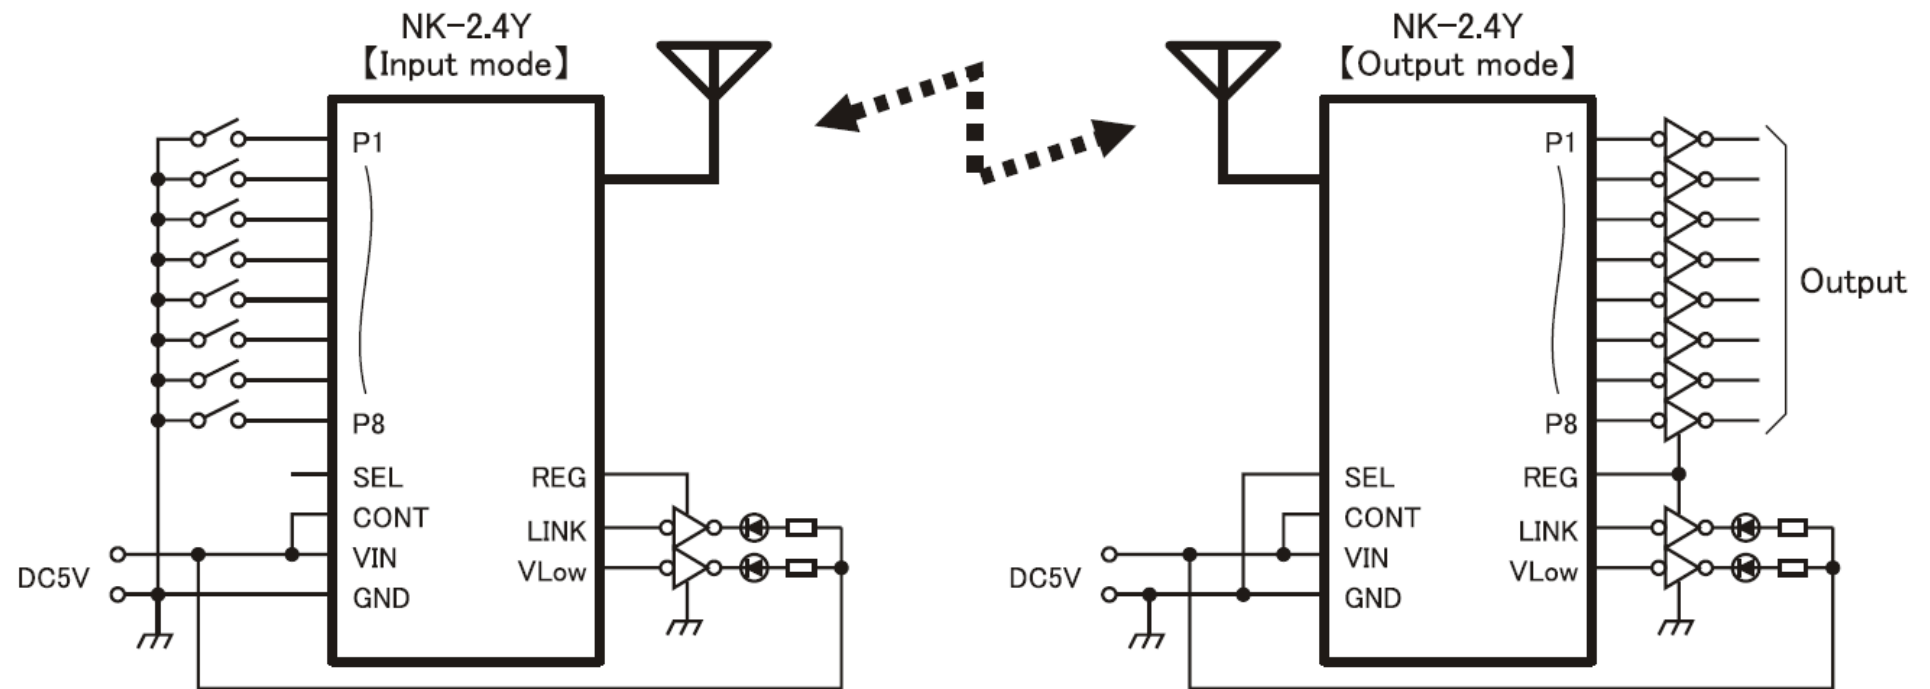 NK-2.4Y
【Input mode】
P1
P8
SEL
CONT
VIN
GND
REG
LINK
VLow
DC5V
NK-2.4Y
【Output mode】
P1
P8
SEL
CONT
VIN
GND
REG
LINK
VLow
DC5V
Output